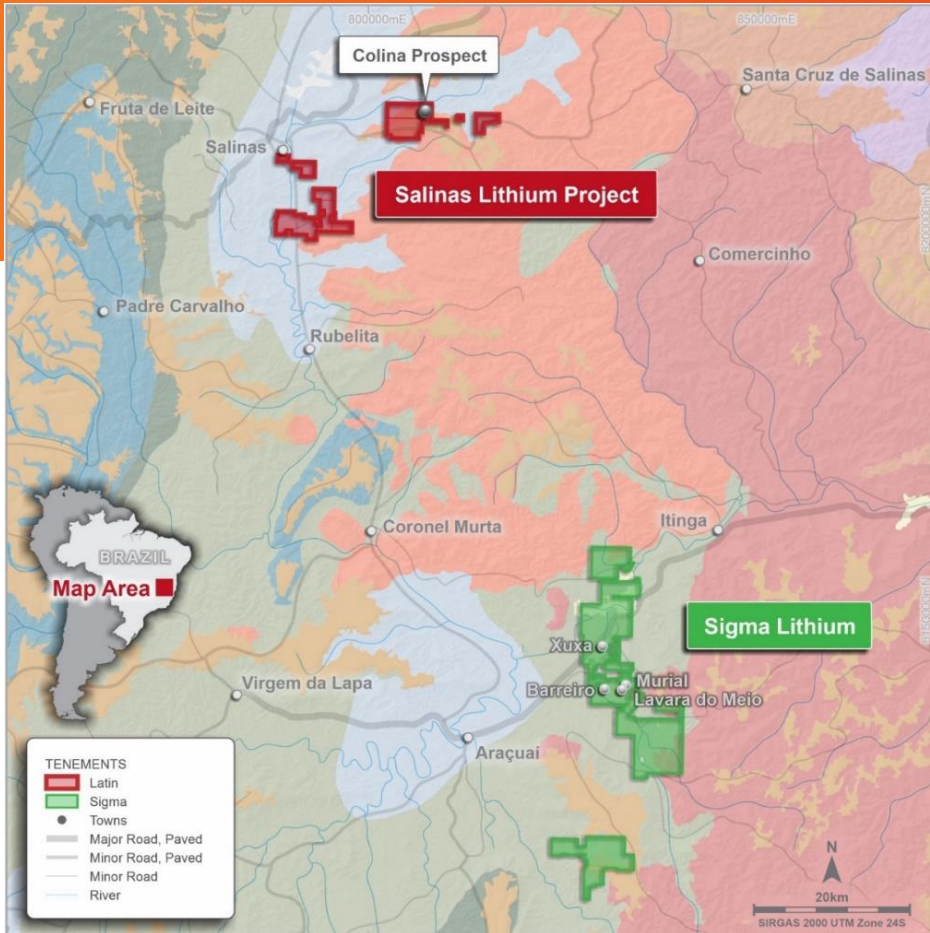 800000mE
850000mE
Colina Prospect
Santa Cruz de Salinas
Fruta de Leite
Salinas
Salinas Lithium Project
8200000mN
Comercinho
Padre Carvalho
Rubelita
Coronel Murta
Itinga
BRAZIL
Map Area
8150000mN
Sigma Lithium
Xuxa
Murial
Barreiro
Lavara do Meio
Virgem da Lapa
Araçuaí
TENEMENTS
Latin
Sigma
Towns
Major Road, Paved
Minor Road, Paved
Minor Road
River
N
20km
SIRGAS 2000 UTM Zone 24S